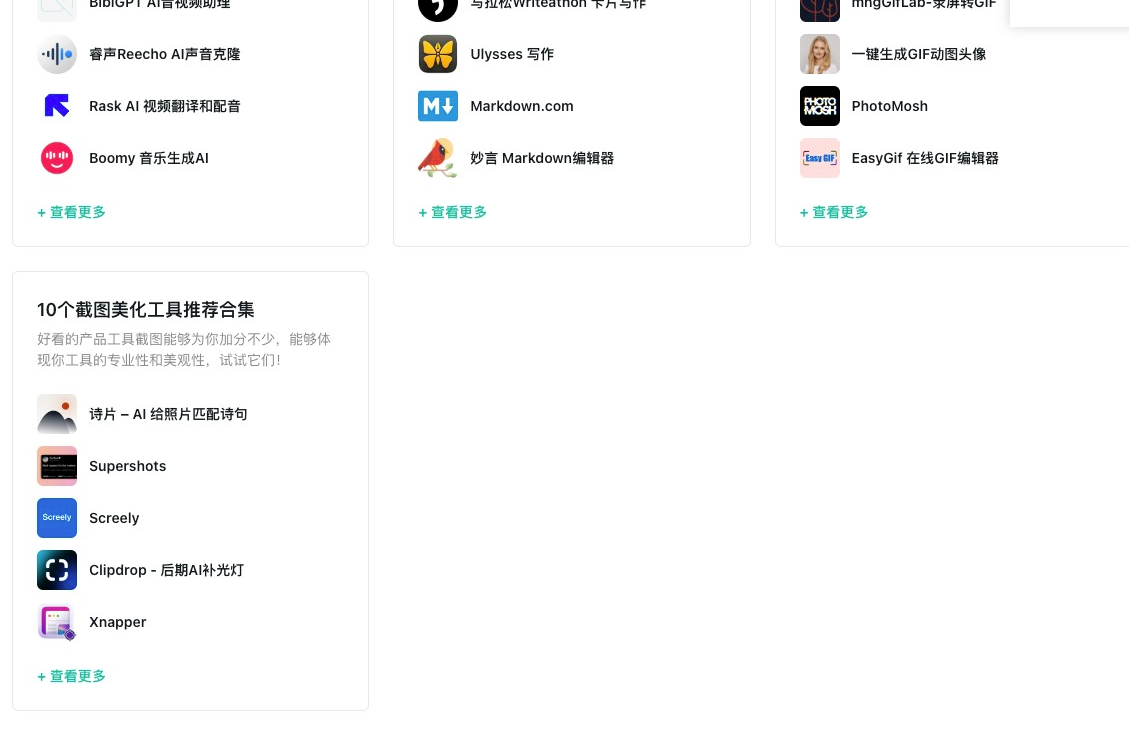 BibiGPT AI音视频助理
睿声Reecho AI声音克隆
Rask AI 视频翻译和配音
Boomy 音乐生成AI
+ 查看更多
写拉松Writeathon 卡片写作
Ulysses 写作
M↓
Markdown.com
妙言 Markdown编辑器
+ 查看更多
mngGifLab-录屏转GIF
一键生成GIF动图头像
PHOTO
MOSH
PhotoMosh
Easy GIF
EasyGif 在线GIF编辑器
+ 查看更多
10个截图美化工具推荐合集
好看的产品工具截图能够为你加分不少，能够体
现你工具的专业性和美观性，试试它们！
诗片 – AI 给照片匹配诗句
Supershots
Screely
Screely
Clipdrop - 后期AI补光灯
Xnapper
+ 查看更多